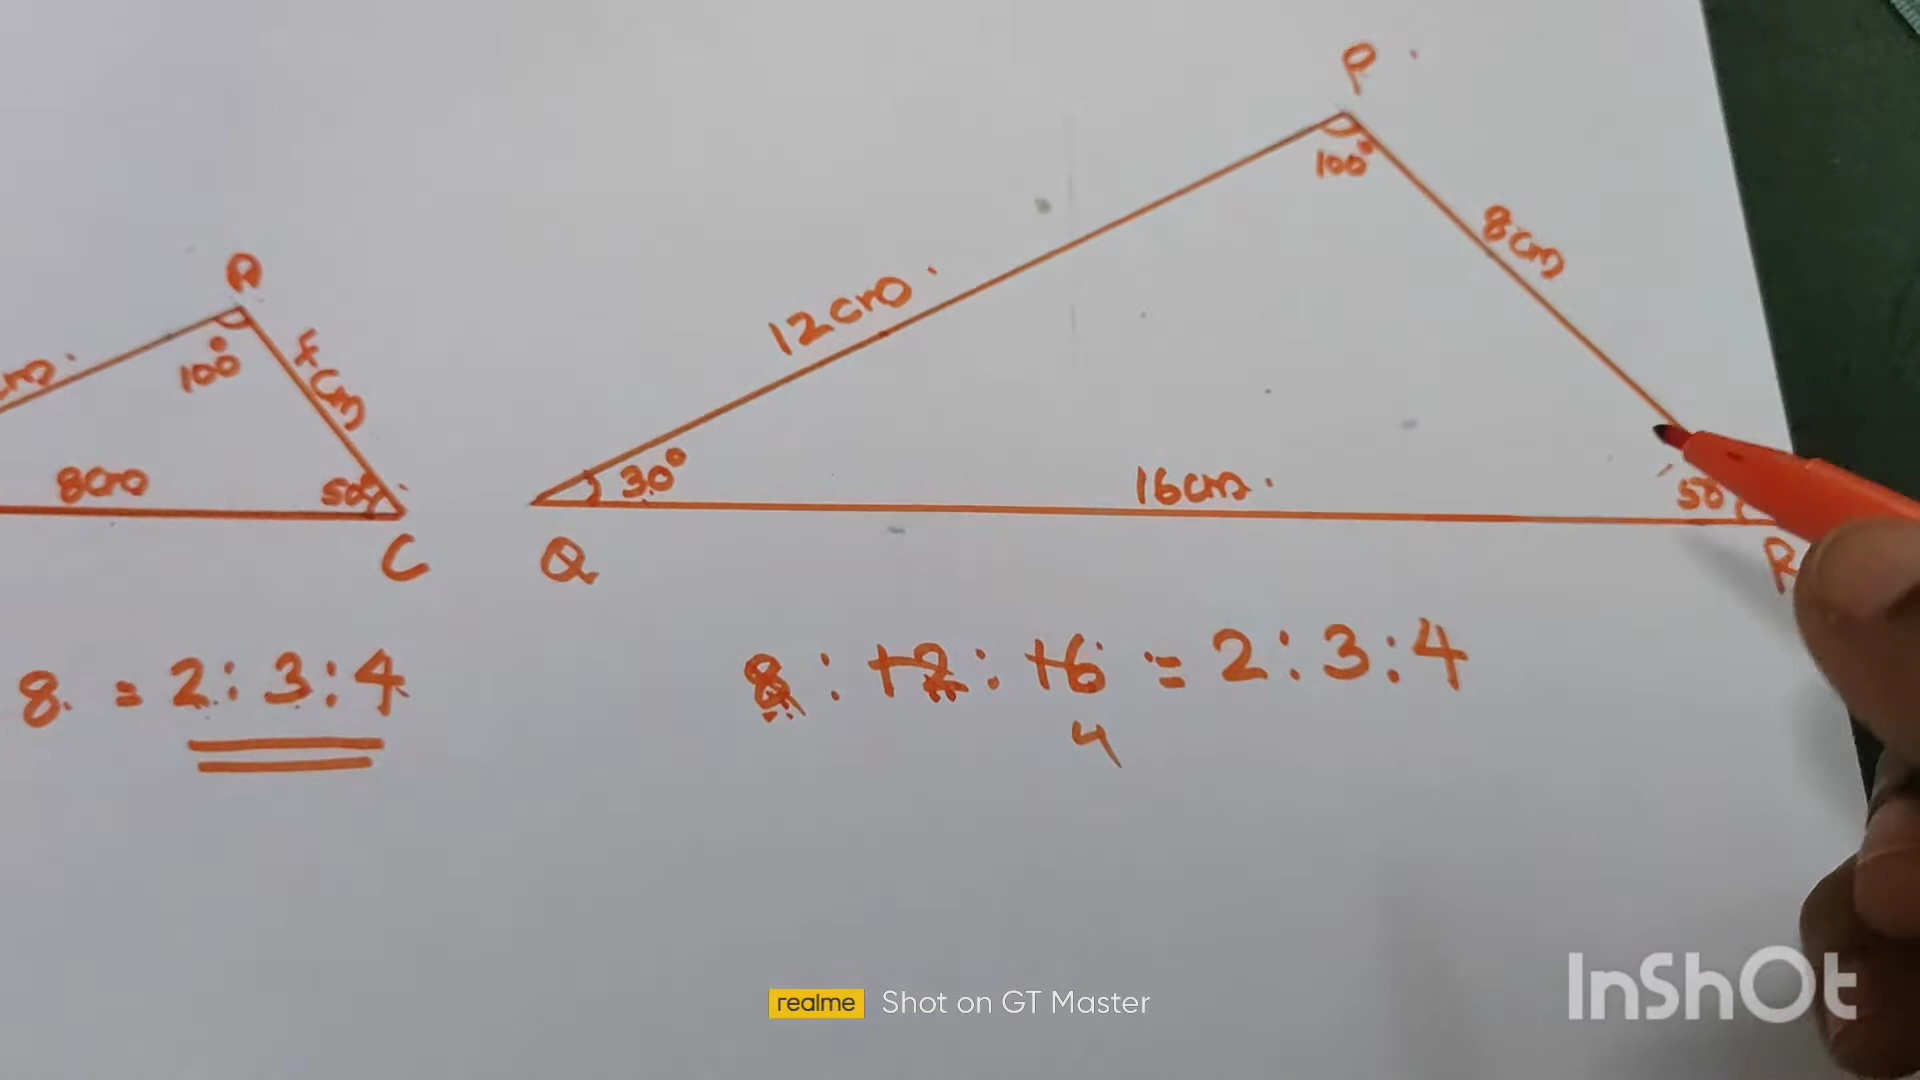 P
100°
8cm
12cm
A
100°
4cm
30°
16cm
50
8cm
50°
C
Q
R
8 = 2:3:4
8 : 12 : 16 = 2:3:4
4
InShOt
realme Shot on GT Master